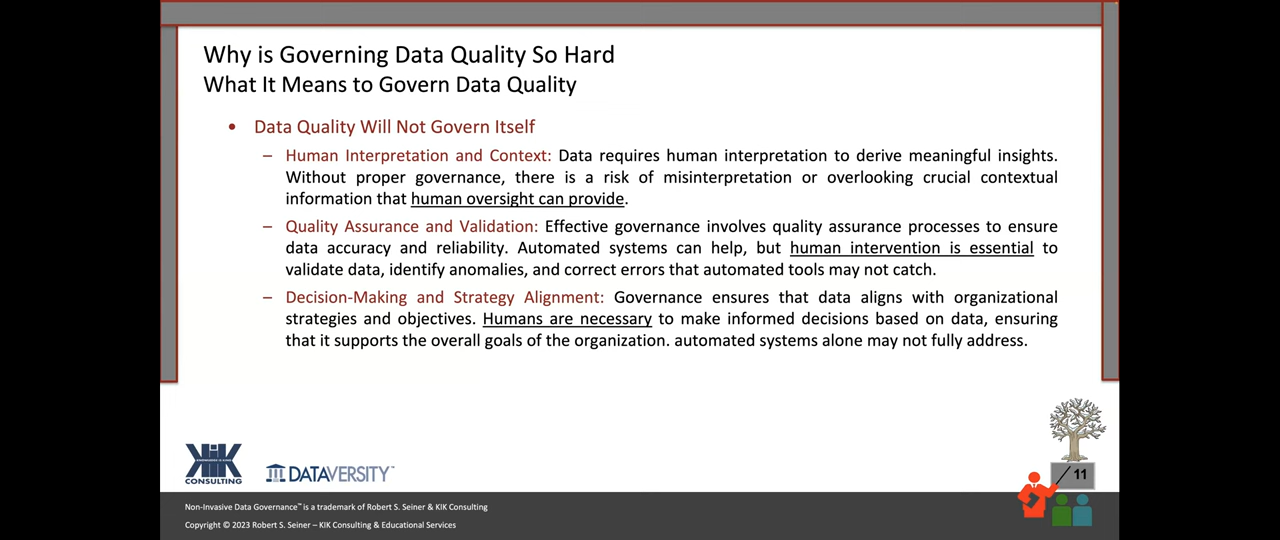 Why is Governing Data Quality So Hard
What It Means to Govern Data Quality
• Data Quality Will Not Govern Itself
– Human Interpretation and Context: Data requires human interpretation to derive meaningful insights.
Without proper governance, there is a risk of misinterpretation or overlooking crucial contextual
information that human oversight can provide.
– Quality Assurance and Validation: Effective governance involves quality assurance processes to ensure
data accuracy and reliability. Automated systems can help, but human intervention is essential to
validate data, identify anomalies, and correct errors that automated tools may not catch.
– Decision-Making and Strategy Alignment: Governance ensures that data aligns with organizational
strategies and objectives. Humans are necessary to make informed decisions based on data, ensuring
that it supports the overall goals of the organization. automated systems alone may not fully address.
KiK
CONSULTING
DATAVERSITY™
11
Non-Invasive Data Governance™ is a trademark of Robert S. Seiner & KIK Consulting
Copyright © 2023 Robert S. Seiner – KIK Consulting & Educational Services